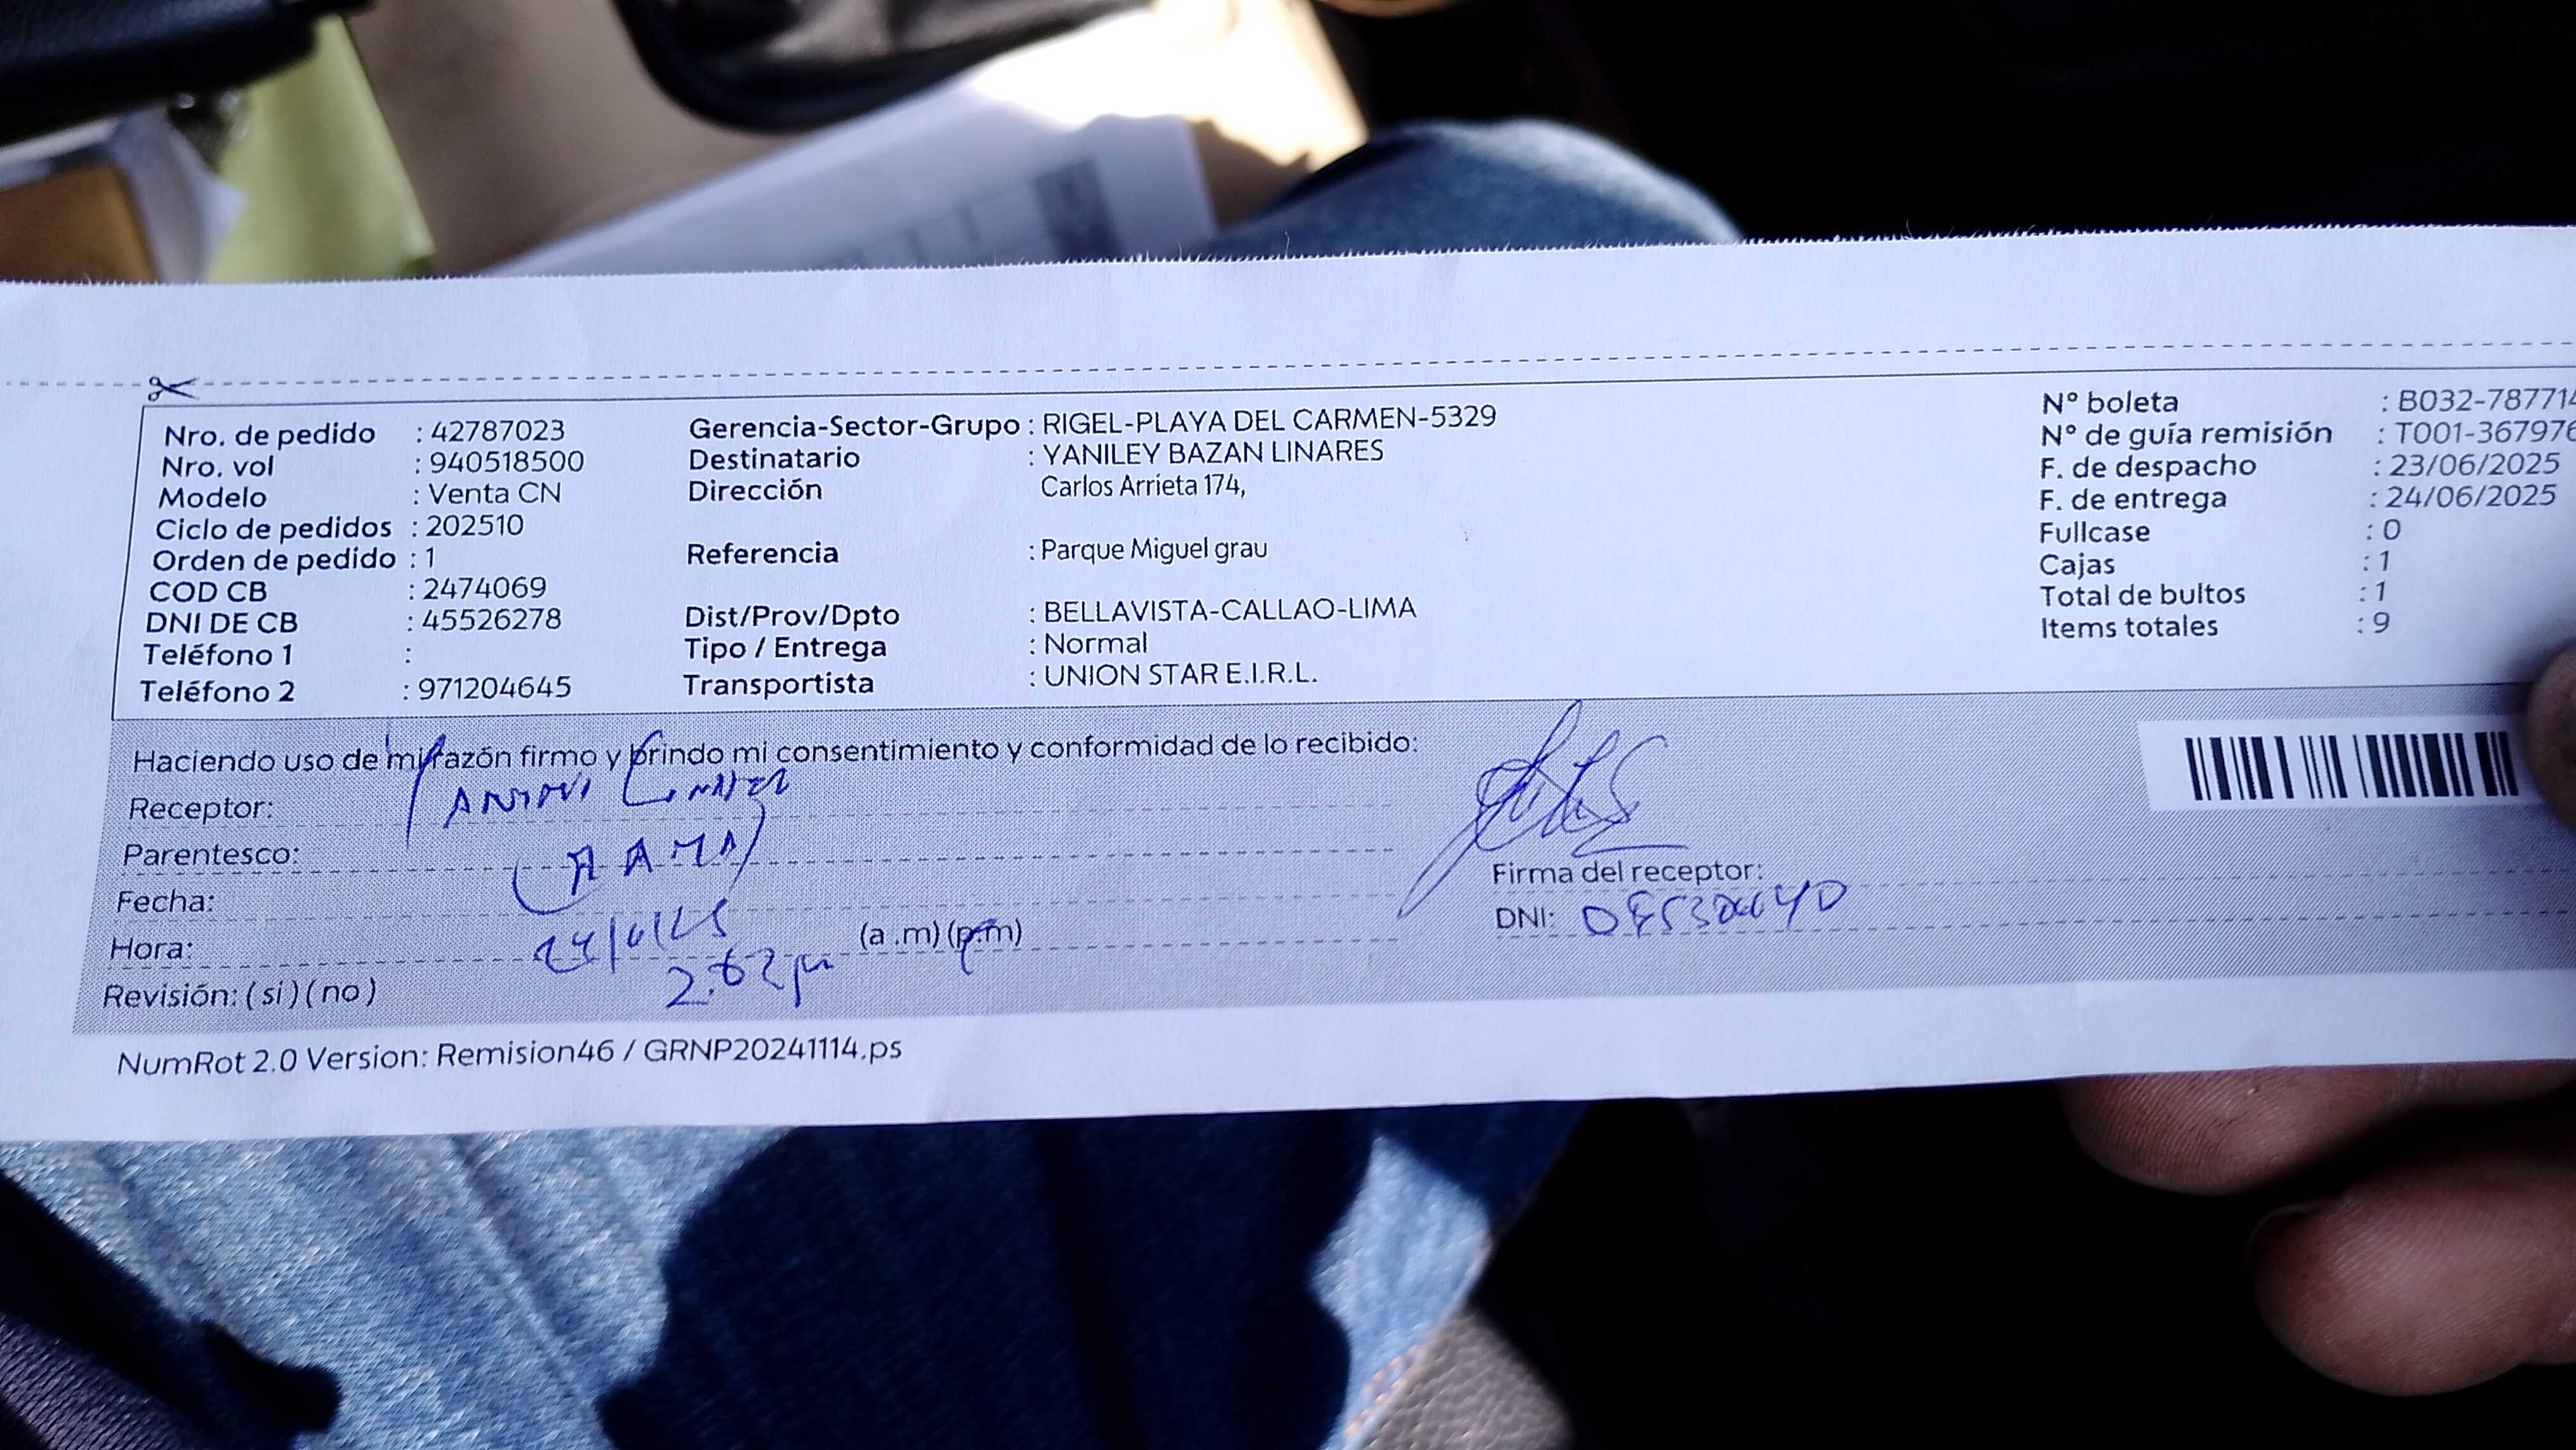 Nro. de pedido : 42787023
Nro. vol : 940518500
Modelo : Venta CN
Ciclo de pedidos : 202510
Orden de pedido : 1
COD CB : 2474069
DNI DE CB : 45526278
Teléfono 1 :
Teléfono 2 : 971204645
Gerencia-Sector-Grupo : RIGEL-PLAYA DEL CARMEN-5329
Destinatario : YANILEY BAZAN LINARES
Dirección Carlos Arrieta 174,
Referencia : Parque Miguel grau
Dist/Prov/Dpto : BELLAVISTA-CALLAO-LIMA
Tipo / Entrega : Normal
Transportista : UNION STAR E.I.R.L.
Nº boleta : B032-787714
Nº de guía remisión : T001-367976
F. de despacho : 23/06/2025
F. de entrega : 24/06/2025
Fullcase : 0
Cajas : 1
Total de bultos : 1
Items totales : 9
Haciendo uso de mi razón firmo y brindo mi consentimiento y conformidad de lo recibido:
Receptor:
Parentesco:
Fecha:
Hora: (a .m) (p.m)
Revisión: ( si ) ( no )
Firma del receptor:
DNI:
NumRot 2.0 Version: Remision46 / GRNP20241114.ps